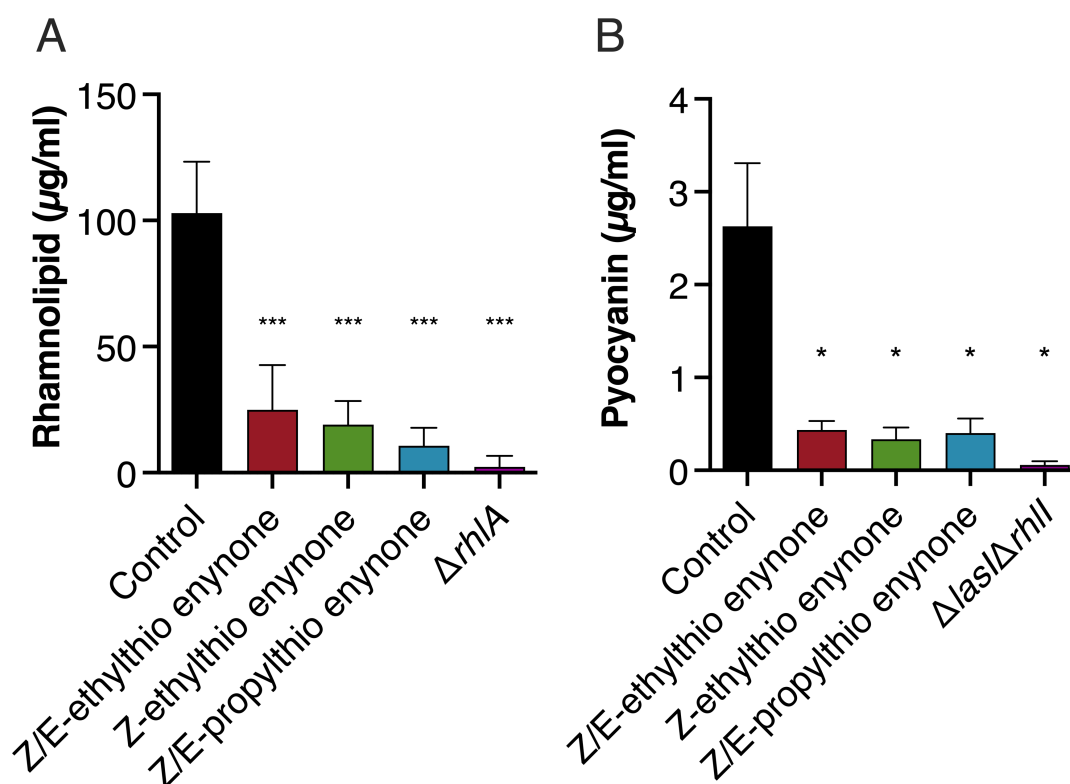 A
Rhamnolipid (µg/ml)
150
100
50
0
***
***
***
***
Control
Z/E-ethylthio enynone
Z-ethylthio enynone
Z/E-propylthio enynone
ΔrhlA
B
Pyocyanin (µg/ml)
4
3
2
1
0
*
*
*
*
Control
Z/E-ethylthio enynone
Z-ethylthio enynone
Z/E-propylthio enynone
ΔlasIΔrhlI